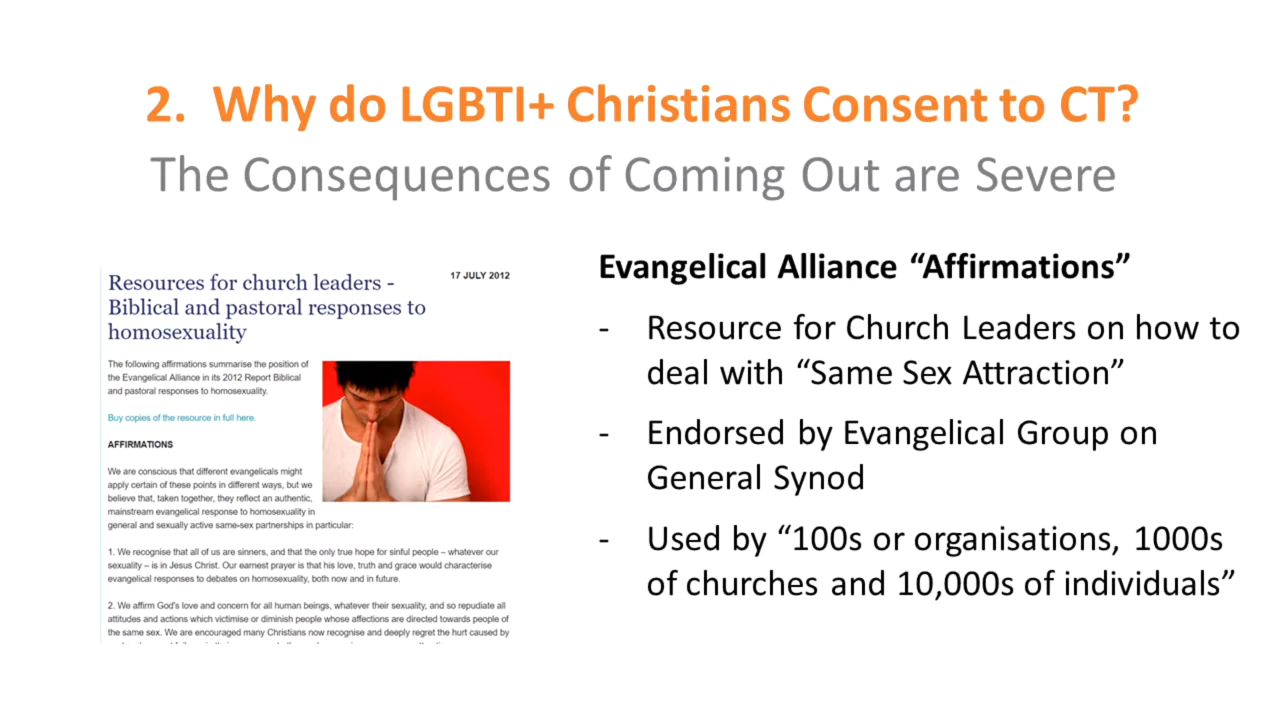 2. Why do LGBTI+ Christians Consent to CT?
The Consequences of Coming Out are Severe
Resources for church leaders -
Biblical and pastoral responses to
homosexuality
17 JULY 2012
The following affirmations summarise the position of
the Evangelical Alliance in its 2012 Report Biblical
and pastoral responses to homosexuality.
Buy copies of the resource in full here.
AFFIRMATIONS
We are conscious that different evangelicals might
apply certain of these points in different ways, but we
believe that, taken together, they reflect an authentic,
mainstream evangelical response to homosexuality in
general and sexually active same-sex partnerships in particular:
1. We recognise that all of us are sinners, and that the only true hope for sinful people – whatever our
sexuality – is in Jesus Christ. Our earnest prayer is that his love, truth and grace would characterise
evangelical responses to debates on homosexuality, both now and in future.
2. We affirm God's love and concern for all human beings, whatever their sexuality, and so repudiate all
attitudes and actions which victimise or diminish people whose affections are directed towards people of
the same sex. We are encouraged many Christians now recognise and deeply regret the hurt caused by
Evangelical Alliance “Affirmations”
- Resource for Church Leaders on how to
deal with “Same Sex Attraction”
- Endorsed by Evangelical Group on
General Synod
- Used by “100s or organisations, 1000s
of churches and 10,000s of individuals”